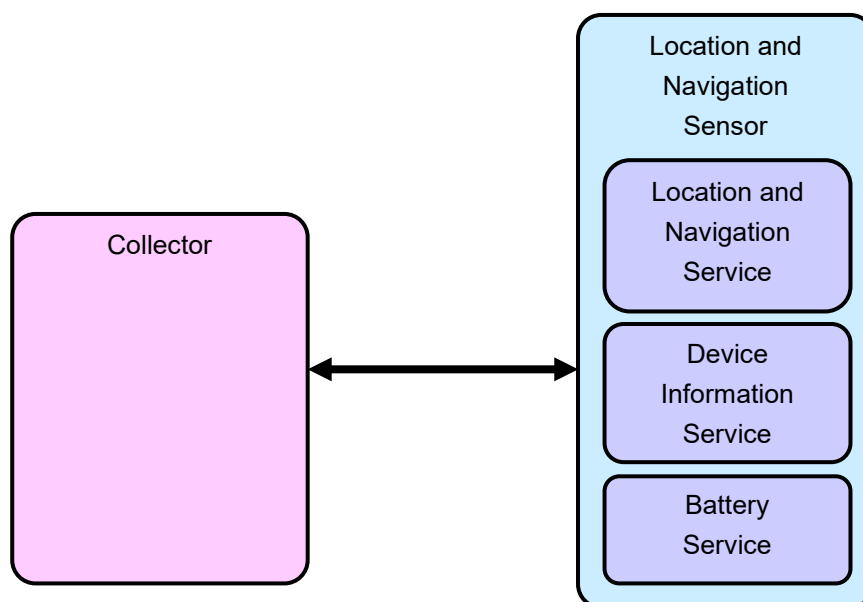 Location and
Navigation
Sensor
Location and
Navigation
Service
Collector
Device
Information
Service
Battery
Service